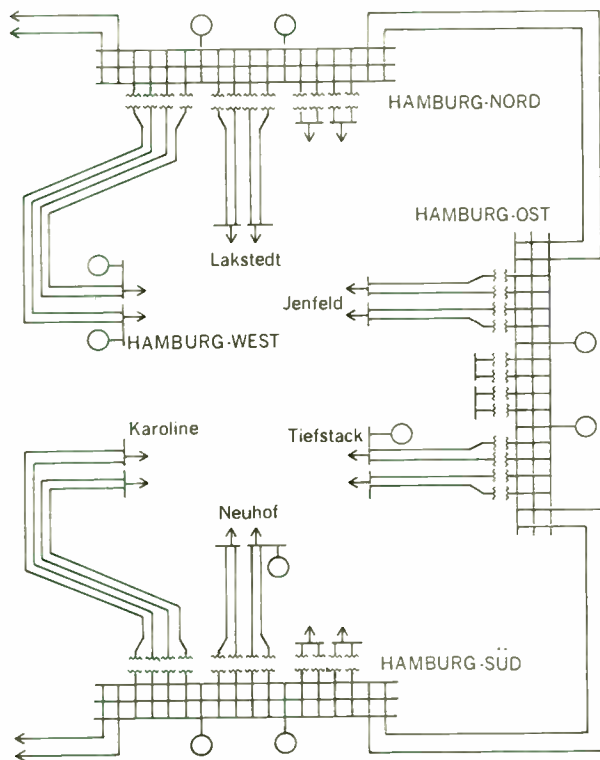 HAMBURG-NORD
HAMBURG-OST
Lakstedt
Jenfeld
HAMBURG-WEST
Karoline
Tiefstack
Neuhof
HAMBURG-SÜD